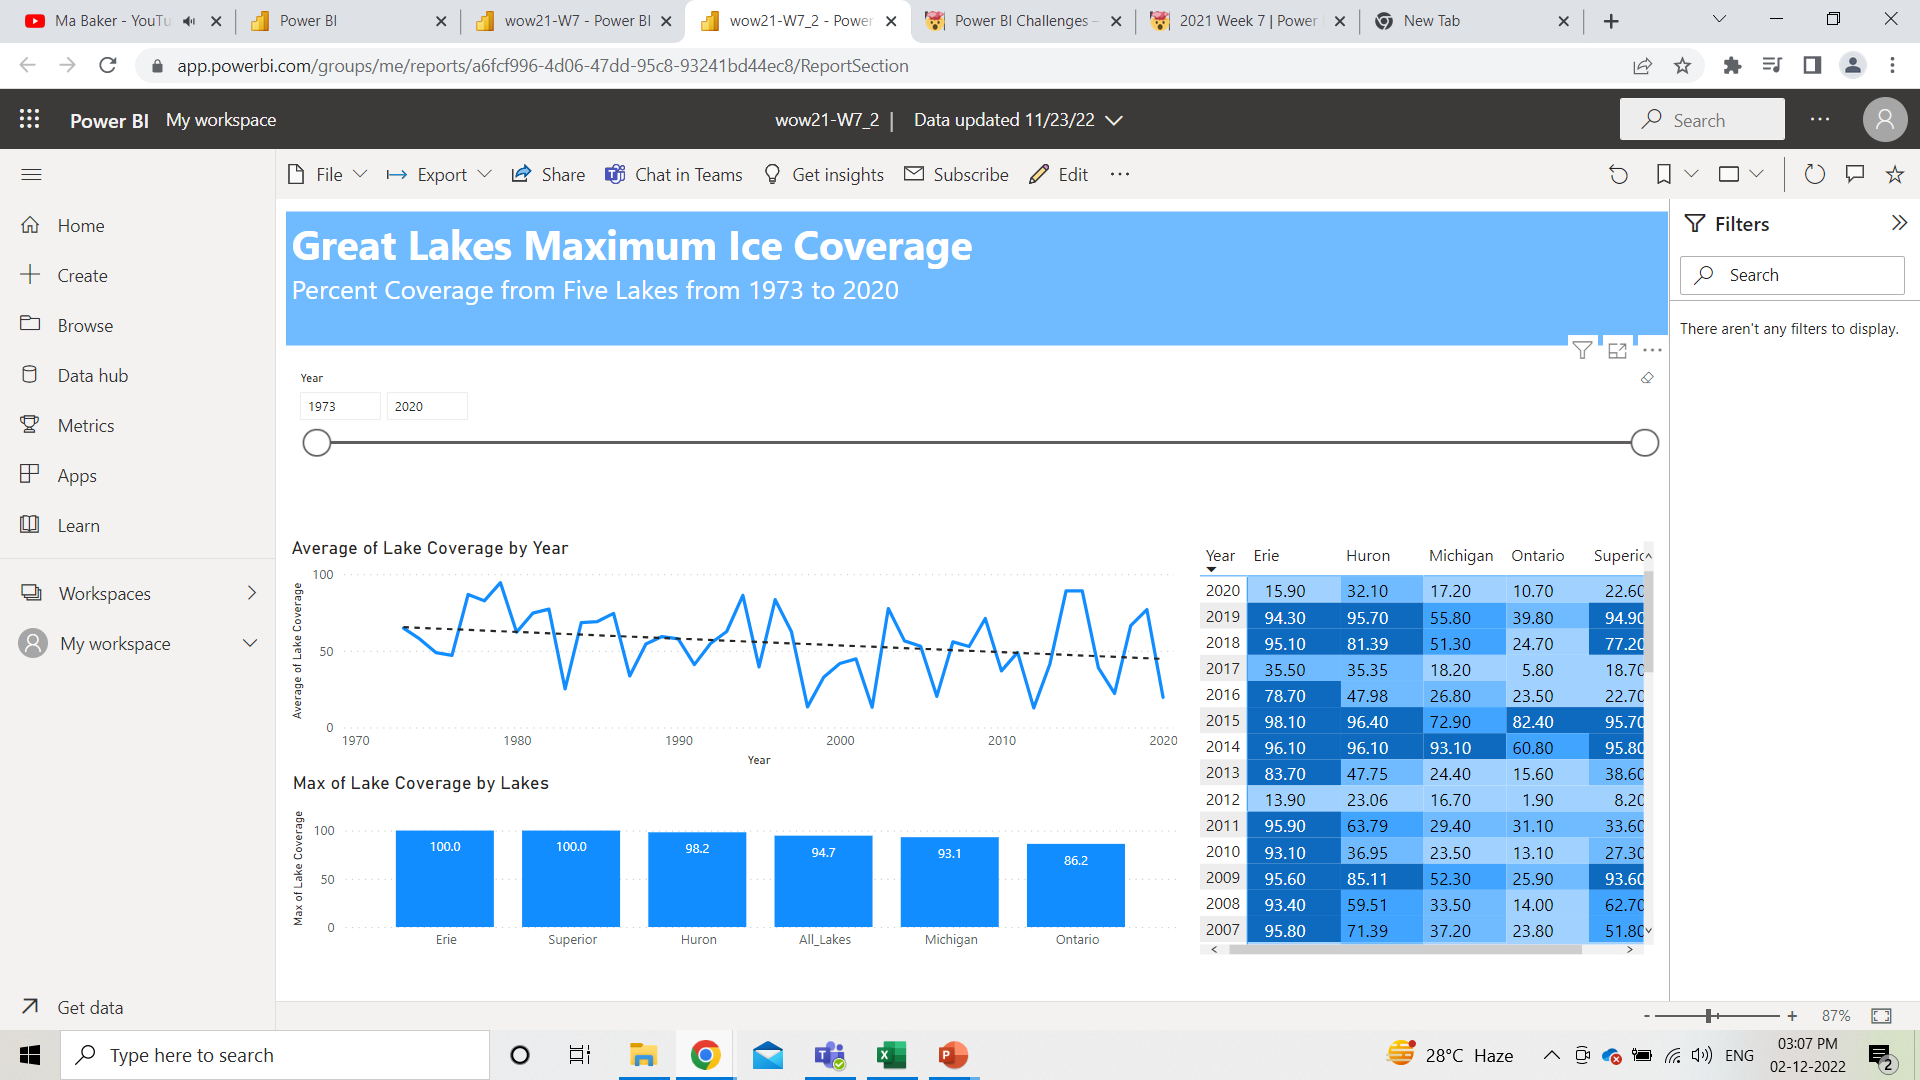 Ma Baker - YouTu
Power BI
wow21-W7 - Power BI
wow21-W7_2 - Power
Power BI Challenges –
2021 Week 7 | Power
New Tab
app.powerbi.com/groups/me/reports/a6fcf996-4d06-47dd-95c8-93241bd44ec8/ReportSection
Power BI My workspace
wow21-W7_2 | Data updated 11/23/22
Search
File Export Share Chat in Teams Get insights Subscribe Edit
Home
Create
Browse
Data hub
Metrics
Apps
Learn
Workspaces
My workspace
Get data
Great Lakes Maximum Ice Coverage
Percent Coverage from Five Lakes from 1973 to 2020
Filters
Search
There aren't any filters to display.
Year
1973 2020
Average of Lake Coverage by Year
Average of Lake Coverage
100
50
0
1970 1980 1990 2000 2010 2020
Year
Max of Lake Coverage by Lakes
Max of Lake Coverage
100
50
0
100.0 100.0 98.2 94.7 93.1 86.2
Erie Superior Huron All_Lakes Michigan Ontario
Year Erie Huron Michigan Ontario Superic
2020 15.90 32.10 17.20 10.70 22.60
2019 94.30 95.70 55.80 39.80 94.90
2018 95.10 81.39 51.30 24.70 77.20
2017 35.50 35.35 18.20 5.80 18.70
2016 78.70 47.98 26.80 23.50 22.70
2015 98.10 96.40 72.90 82.40 95.70
2014 96.10 96.10 93.10 60.80 95.80
2013 83.70 47.75 24.40 15.60 38.60
2012 13.90 23.06 16.70 1.90 8.20
2011 95.90 63.79 29.40 31.10 33.60
2010 93.10 36.95 23.50 13.10 27.30
2009 95.60 85.11 52.30 25.90 93.60
2008 93.40 59.51 33.50 14.00 62.70
2007 95.80 71.39 37.20 23.80 51.80
- + 87%
Type here to search
28°C Haze
ENG
03:07 PM
02-12-2022
2